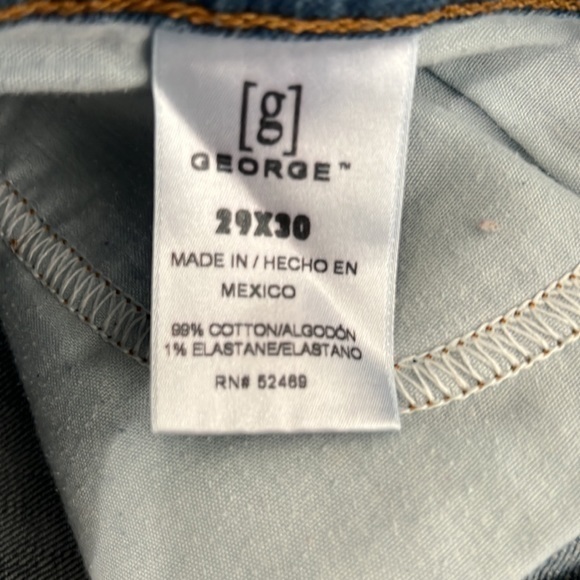 [g]
GEORGE™
29X30
MADE IN / HECHO EN
MEXICO
99% COTTON/ALGODÓN
1% ELASTANE/ELASTANO
RN# 52469